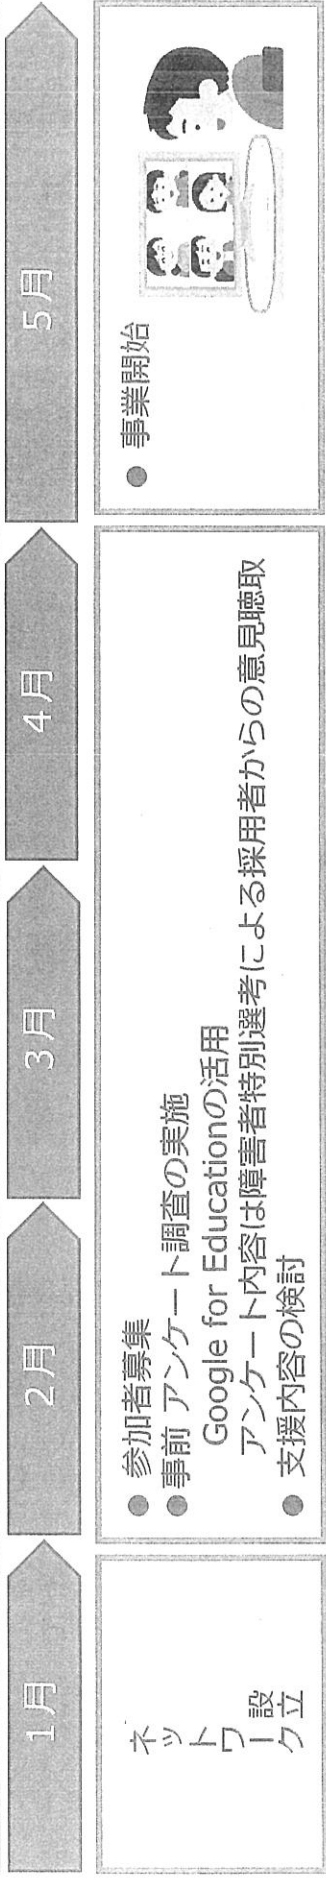 1月
2月
3月
4月
5月
ネットワーク
設立
● 参加者募集
●事前 アンケート調査の実施
Google for Educationの活用
アンケート内容は障害者特別選考による採用者からの意見聴取
● 支援内容の検討
● 事業開始